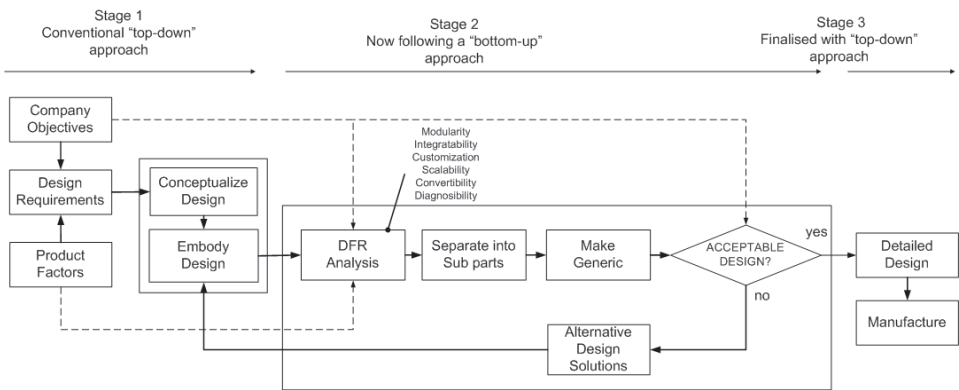 Stage 1
Conventional “top-down”
approach
Stage 2
Now following a “bottom-up”
approach
Stage 3
Finalised with “top-down”
approach
Company
Objectives
Design
Requirements
Product
Factors
Conceptualize
Design
Embody
Design
Modularity
Integratability
Customization
Scalability
Convertibility
Diagnosibility
DFR
Analysis
Separate into
Sub parts
Make
Generic
ACCEPTABLE
DESIGN?
yes
no
Alternative
Design
Solutions
Detailed
Design
Manufacture